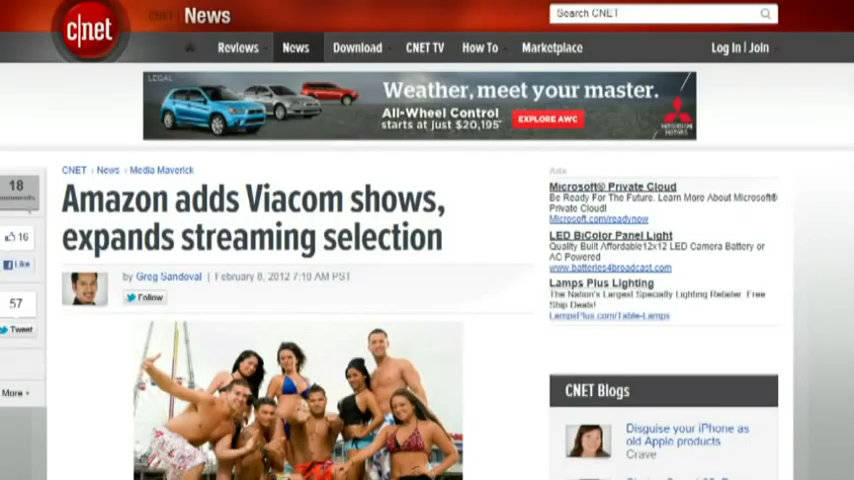 c|net
CNET
News
Search CNET
Reviews
News
Download
CNET TV
How To
Marketplace
Log In | Join
LEGAL
Weather, meet your master.
All-Wheel Control
starts at just $20,195*
EXPLORE AWC
MITSUBISHI
MOTORS
CNET › News › Media Maverick
Amazon adds Viacom shows,
expands streaming selection
by Greg Sandoval | February 8, 2012 7:10 AM PST
Follow
18
16
Like
57
Tweet
More +
Ads
Microsoft® Private Cloud
Be Ready For The Future. Learn More About Microsoft®
Private Cloud!
Microsoft.com/readynow
LED BiColor Panel Light
Quality Built Affordable12x12 LED Camera Battery or
AC Powered
www.batteries4broadcast.com
Lamps Plus Lighting
The Nation's Largest Specialty Lighting Retailer. Free
Ship Deals!
LampsPlus.com/Table-Lamps
CNET Blogs
Disguise your iPhone as
old Apple products
Crave